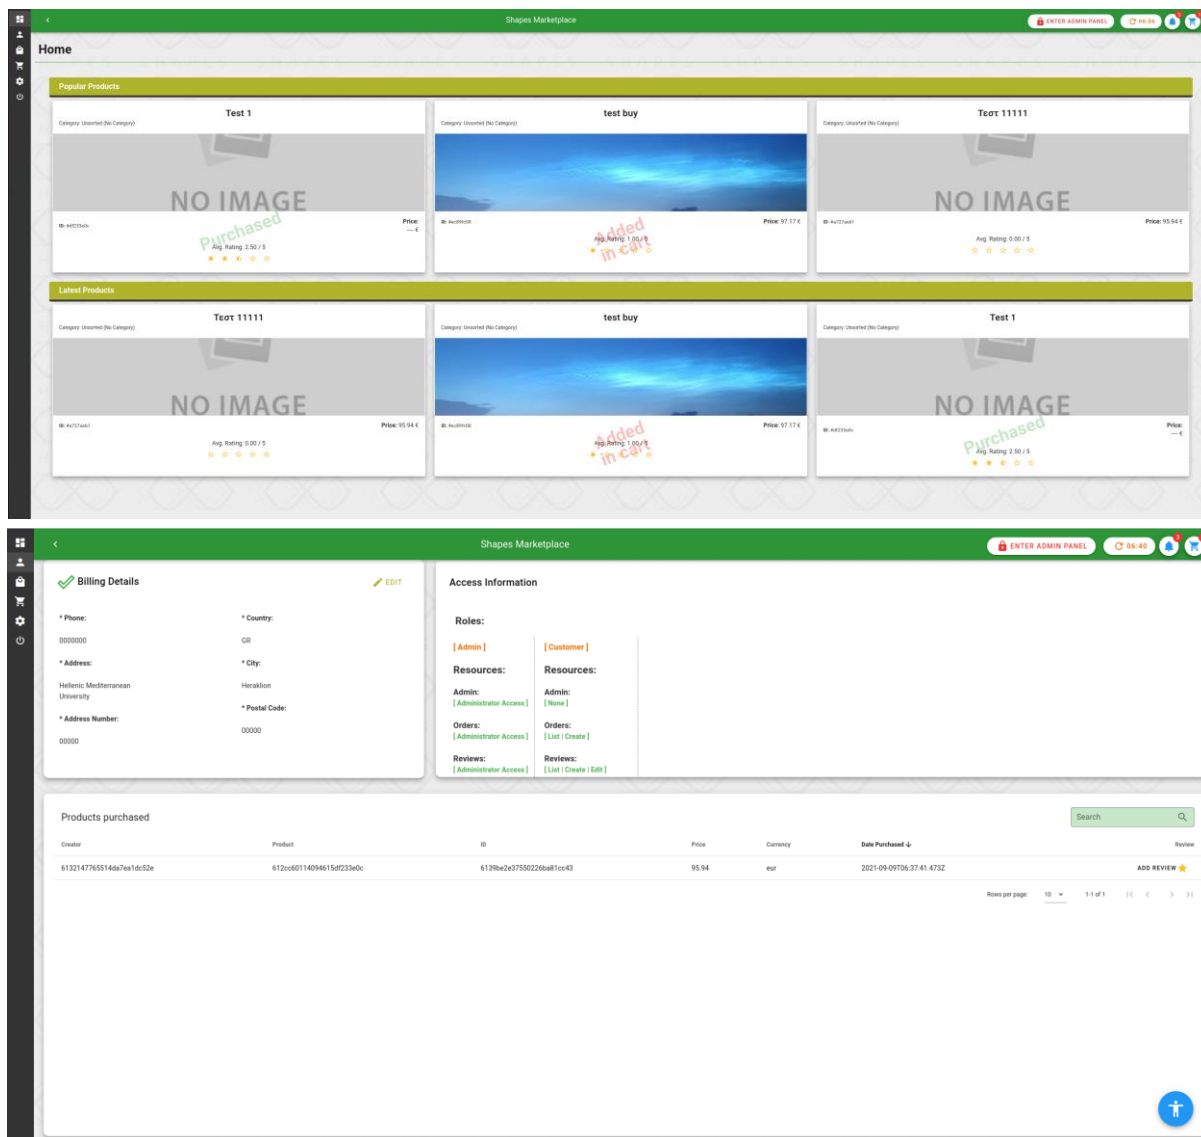 Shapes Marketplace
ENTER ADMIN PANEL
06:36
Home
Popular Products
Test 1
Category: Unsorted (No Category)
NO IMAGE
Purchased
Price:
--- €
Avg. Rating: 2.50 / 5
test buy
Category: Unsorted (No Category)
Price: 97.17 €
Added
Avg. Rating: 1.00 / 5
in cart
Τεστ 11111
Category: Unsorted (No Category)
NO IMAGE
Price: 95.94 €
Avg. Rating: 0.00 / 5
Latest Products
Τεστ 11111
Category: Unsorted (No Category)
NO IMAGE
Price: 95.94 €
Avg. Rating: 0.00 / 5
test buy
Category: Unsorted (No Category)
Price: 97.17 €
Added
Avg. Rating: 1.00 / 5
in cart
Test 1
Category: Unsorted (No Category)
NO IMAGE
Purchased
Price:
--- €
Avg. Rating: 2.50 / 5
Shapes Marketplace
ENTER ADMIN PANEL
06:40
Billing Details
EDIT
* Phone:
0000000
* Address:
Hellenic Mediterranean
University
* Address Number:
00000
* Country:
GR
* City:
Heraklion
* Postal Code:
00000
Access Information
Roles:
[ Admin ]
Resources:
Admin:
[ Administrator Access ]
Orders:
[ Administrator Access ]
Reviews:
[ Administrator Access ]
[ Customer ]
Resources:
Admin:
[ None ]
Orders:
[ List | Create ]
Reviews:
[ List | Create | Edit ]
Products purchased
Search
Creator Product ID Price Currency Date Purchased Review
6132147765514da7ea1dc52e 612cc60114094615df233e0c 6139be2e37550226ba81cc43 95.94 eur 2021-09-09T06:37:41.473Z ADD REVIEW
Rows per page: 10 1-1 of 1